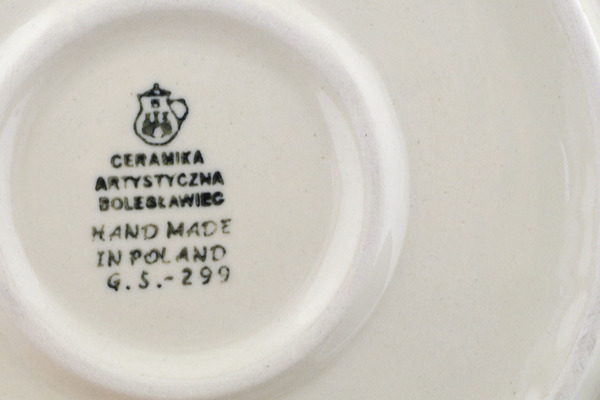 CERAMIKA
ARTYSTYCZNA
BOLESŁAWIEC
HAND MADE
IN POLAND
G.S.-299